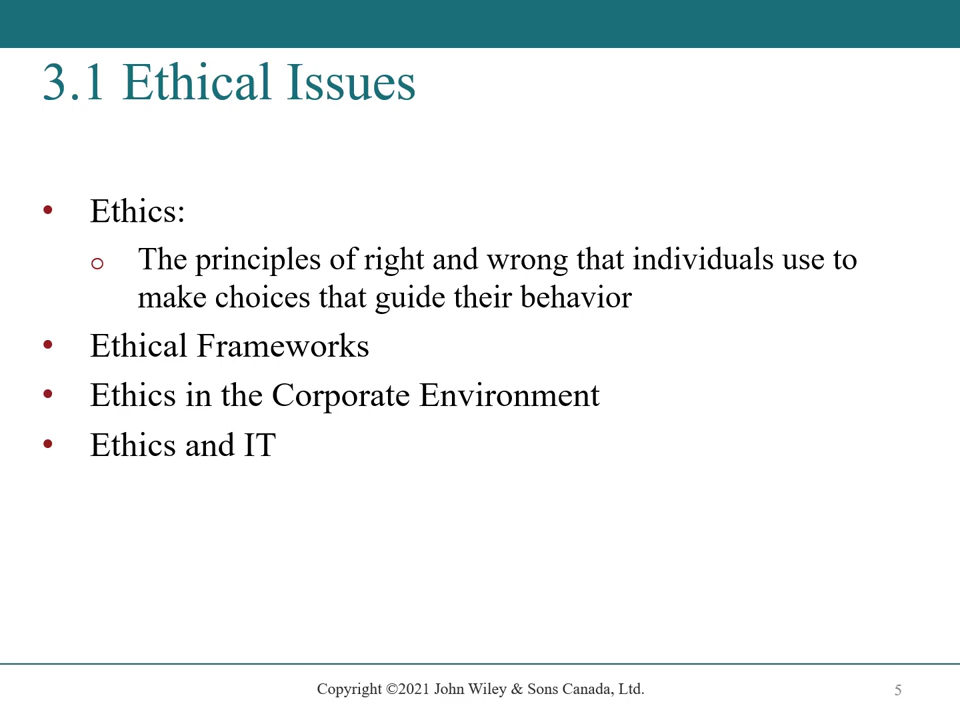 3.1 Ethical Issues
• Ethics:
o The principles of right and wrong that individuals use to
make choices that guide their behavior
• Ethical Frameworks
• Ethics in the Corporate Environment
• Ethics and IT
Copyright ©2021 John Wiley & Sons Canada, Ltd.
5